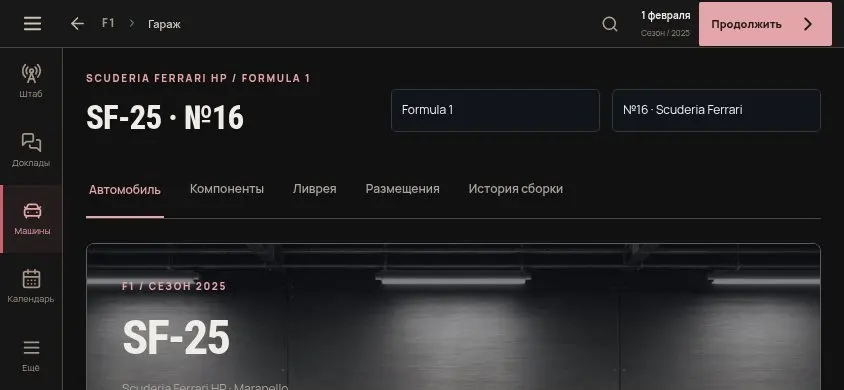 F1 > Гараж
1 февраля
Сезон / 2025
Продолжить
Штаб
Доклады
Машины
Календарь
Ещё
SCUDERIA FERRARI HP / FORMULA 1
SF-25 · №16
Formula 1
№16 · Scuderia Ferrari
Автомобиль
Компоненты
Ливрея
Размещения
История сборки
F1 / СЕЗОН 2025
SF-25
Scuderia Ferrari HP · Maranello